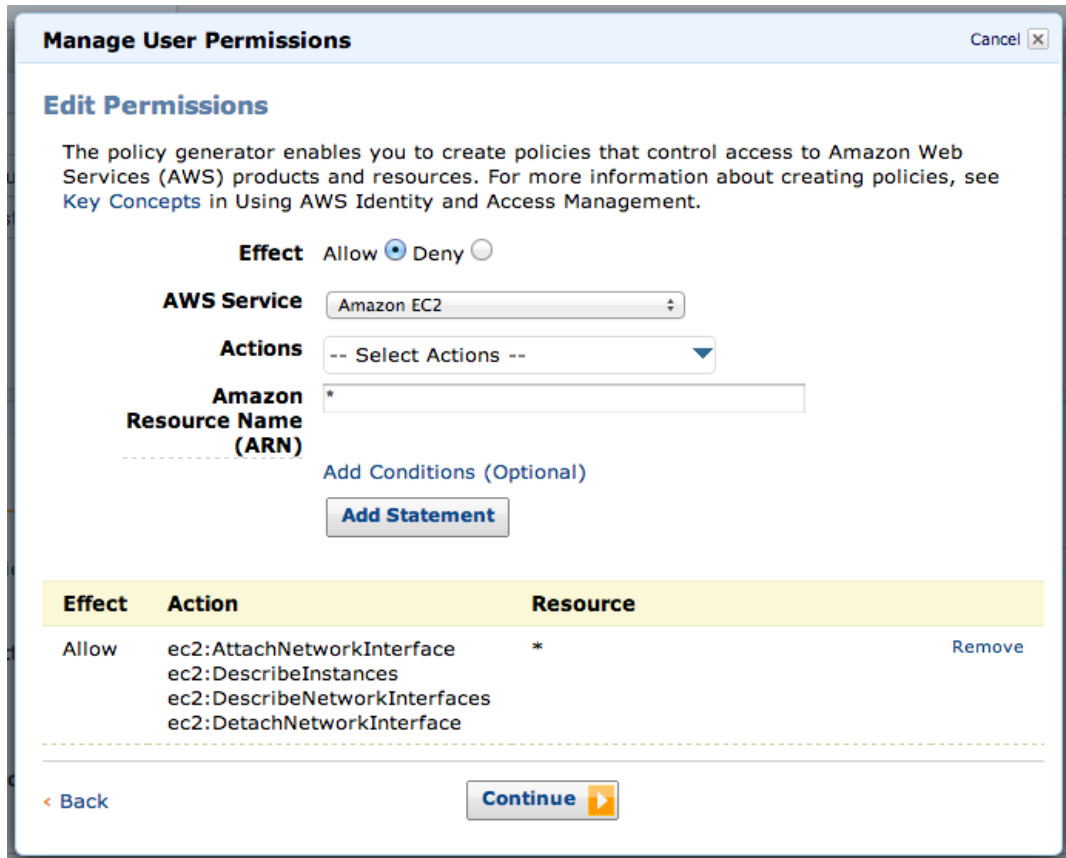 Manage User Permissions
Cancel
Edit Permissions
The policy generator enables you to create policies that control access to Amazon Web
Services (AWS) products and resources. For more information about creating policies, see
Key Concepts in Using AWS Identity and Access Management.
Effect Allow Deny
AWS Service Amazon EC2
Actions -- Select Actions --
Amazon *
Resource Name
(ARN)
Add Conditions (Optional)
Add Statement
Effect Action Resource
Allow ec2:AttachNetworkInterface * Remove
ec2:DescribeInstances
ec2:DescribeNetworkInterfaces
ec2:DetachNetworkInterface
‹ Back
Continue